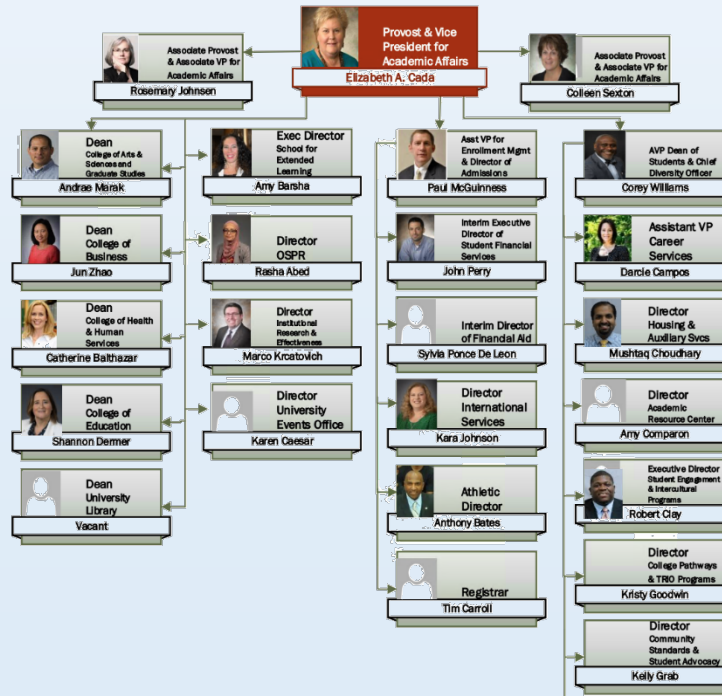 Provost & Vice
President for
Academic Affairs
Elizabeth A. Cada
Associate Provost
& Associate VP for
Academic Affairs
Rosemary Johnsen
Associate Provost
& Associate VP for
Academic Affairs
Colleen Sexton
Dean
College of Arts &
Sciences and
Graduate Studies
Andrae Marak
Exec Director
School for
Extended
Learning
Amy Barsha
Asst VP for
Enrollment Mgmt
& Director of
Admissions
Paul McGuinness
AVP Dean of
Students & Chief
Diversity Officer
Corey Williams
Dean
College of
Business
Jun Zhao
Director
OSPR
Rasha Abed
Interim Executive
Director of
Student Financial
Services
John Perry
Assistant VP
Career
Services
Darcie Campos
Dean
College of Health
& Human
Services
Catherine Balthazar
Director
Institutional
Research &
Effectiveness
Marco Krcatovich
Interim Director
of Financial Aid
Sylvia Ponce De Leon
Director
Housing &
Auxiliary Svcs
Mushtaq Choudhary
Dean
College of
Education
Shannon Dermer
Director
University
Events Office
Karen Caesar
Director
International
Services
Kara Johnson
Director
Academic
Resource Center
Amy Comparon
Dean
University
Library
Vacant
Athletic
Director
Anthony Bates
Executive Director
Student Engagement
& Intercultural
Programs
Robert Clay
Registrar
Tim Carroll
Director
College Pathways
& TRIO Programs
Kristy Goodwin
Director
Community
Standards &
Student Advocacy
Kelly Grab